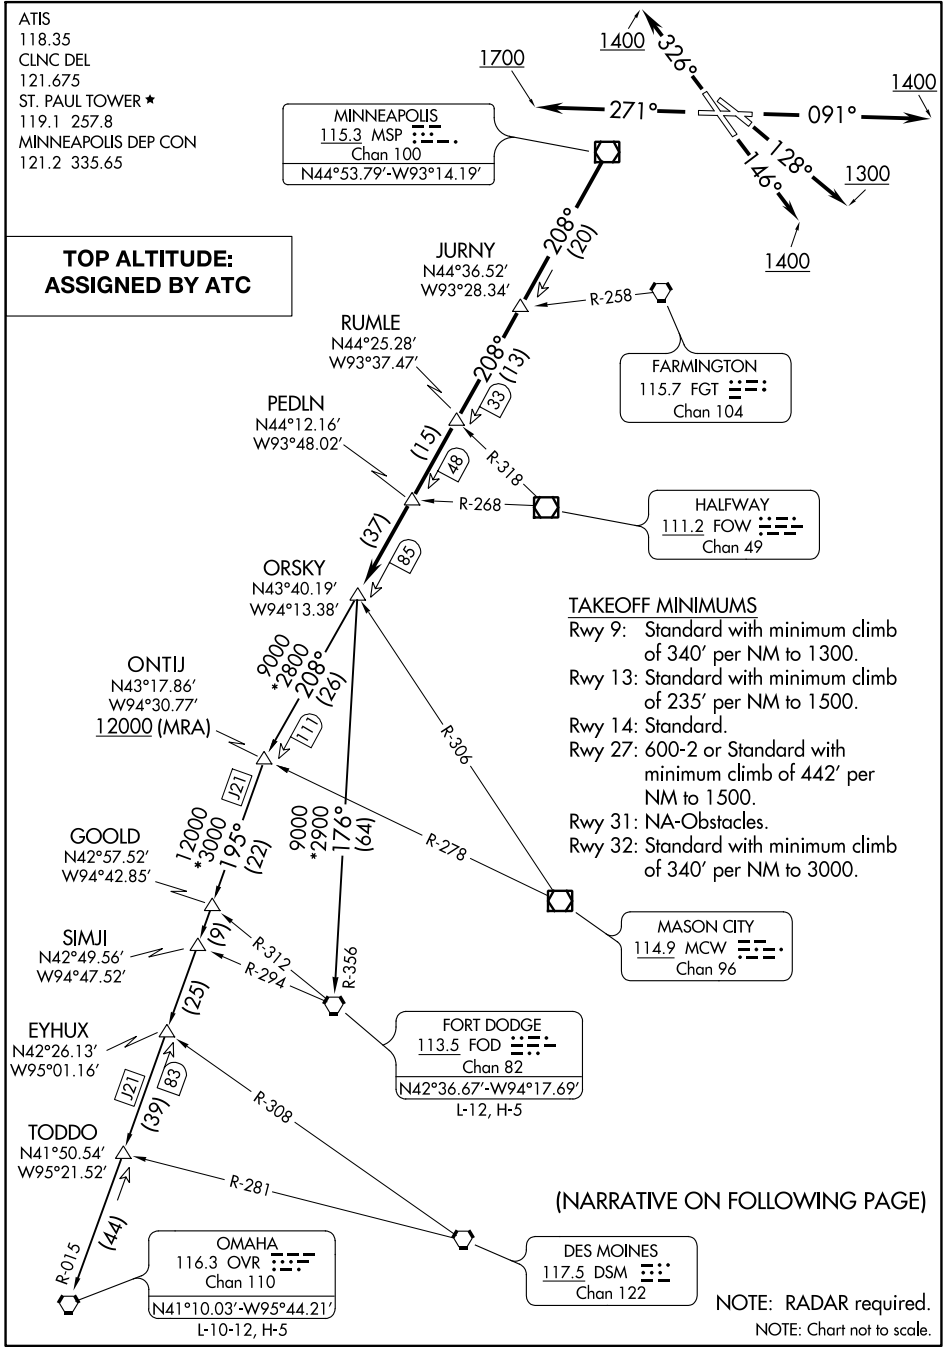 ATIS
118.35
CLNC DEL
121.675
ST. PAUL TOWER ★
119.1 257.8
MINNEAPOLIS DEP CON
121.2 335.65
TOP ALTITUDE:
ASSIGNED BY ATC
1400
326°
1700
271°
091°
1400
128°
1300
146°
1400
MINNEAPOLIS
115.3 MSP
Chan 100
N44°53.79'-W93°14.19'
208°
(20)
JURNY
N44°36.52'
W93°28.34'
R-258
FARMINGTON
115.7 FGT
Chan 104
208°
(13)
RUMLE
N44°25.28'
W93°37.47'
33
R-318
(15)
48
PEDLN
N44°12.16'
W93°48.02'
R-268
HALFWAY
111.2 FOW
Chan 49
(37)
85
ORSKY
N43°40.19'
W94°13.38'
TAKEOFF MINIMUMS
Rwy 9: Standard with minimum climb
of 340' per NM to 1300.
Rwy 13: Standard with minimum climb
of 235' per NM to 1500.
Rwy 14: Standard.
Rwy 27: 600-2 or Standard with
minimum climb of 442' per
NM to 1500.
Rwy 31: NA-Obstacles.
Rwy 32: Standard with minimum climb
of 340' per NM to 3000.
9000
*2800
208°
(26)
111
ONTIJ
N43°17.86'
W94°30.77'
12000 (MRA)
R-306
R-278
J21
12000
*3000
195°
(22)
9000
*2900
176°
(64)
R-356
GOOLD
N42°57.52'
W94°42.85'
R-312
MASON CITY
114.9 MCW
Chan 96
(9)
SIMJI
N42°49.56'
W94°47.52'
R-294
(25)
FORT DODGE
113.5 FOD
Chan 82
N42°36.67'-W94°17.69'
L-12, H-5
EYHUX
N42°26.13'
W95°01.16'
83
J21
(39)
R-308
TODDO
N41°50.54'
W95°21.52'
R-281
(44)
R-015
OMAHA
116.3 OVR
Chan 110
N41°10.03'-W95°44.21'
L-10-12, H-5
DES MOINES
117.5 DSM
Chan 122
(NARRATIVE ON FOLLOWING PAGE)
NOTE: RADAR required.
NOTE: Chart not to scale.